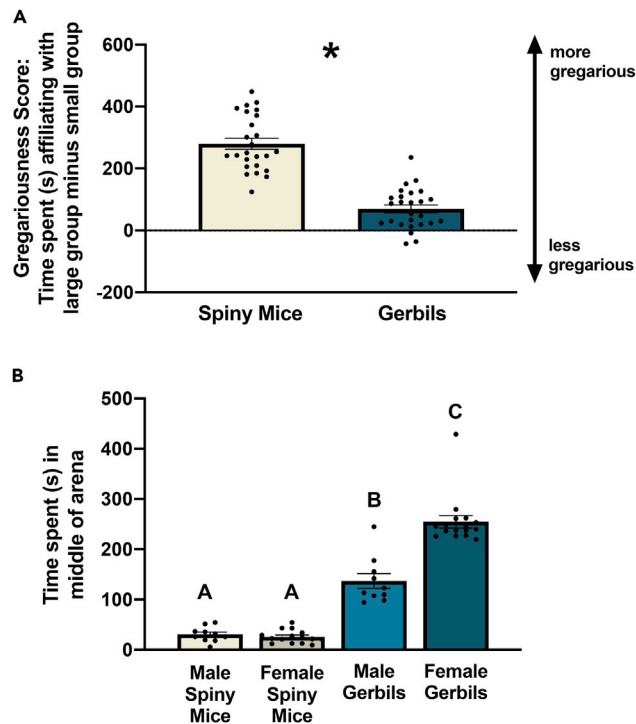 A
Gregariousness Score:
Time spent (s) affiliating with
large group minus small group
600
400
200
0
-200
*
Spiny Mice
Gerbils
more
gregarious
less
gregarious
B
Time spent (s) in
middle of arena
500
400
300
200
100
0
A
A
B
C
Male
Spiny
Mice
Female
Spiny
Mice
Male
Gerbils
Female
Gerbils